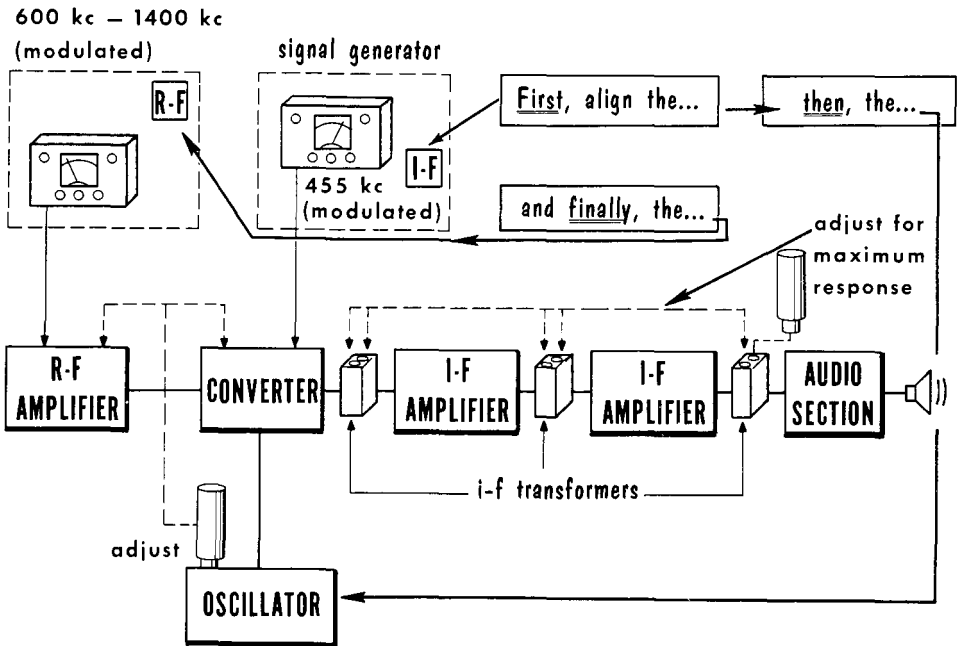 600 kc – 1400 kc
(modulated)
R-F
signal generator
I-F
455 kc
(modulated)
First, align the...
then, the...
and finally, the...
adjust for
maximum
response
R-F
AMPLIFIER
CONVERTER
I-F
AMPLIFIER
I-F
AMPLIFIER
AUDIO
SECTION
i-f transformers
adjust
OSCILLATOR